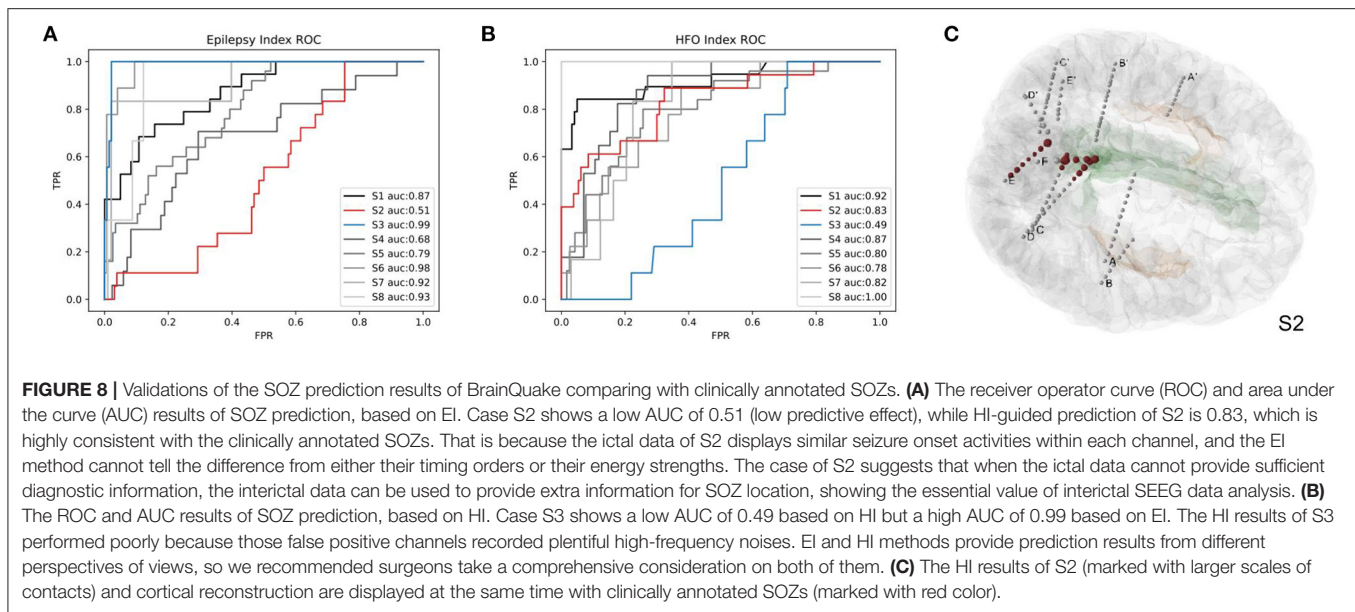 A
Epilepsy Index ROC
1.0
0.8
0.6
0.4
0.2
0.0
TPR
0.0 0.2 0.4 0.6 0.8 1.0
FPR
S1 auc:0.87
S2 auc:0.51
S3 auc:0.99
S4 auc:0.68
S5 auc:0.79
S6 auc:0.98
S7 auc:0.92
S8 auc:0.93
B
HFO Index ROC
1.0
0.8
0.6
0.4
0.2
0.0
TPR
0.0 0.2 0.4 0.6 0.8 1.0
FPR
S1 auc:0.92
S2 auc:0.83
S3 auc:0.49
S4 auc:0.87
S5 auc:0.80
S6 auc:0.78
S7 auc:0.82
S8 auc:1.00
C
C' B'
E' A'
D'
F
E
D C
A
B
S2
FIGURE 8 | Validations of the SOZ prediction results of BrainQuake comparing with clinically annotated SOZs. (A) The receiver operator curve (ROC) and area under
the curve (AUC) results of SOZ prediction, based on EI. Case S2 shows a low AUC of 0.51 (low predictive effect), while HI-guided prediction of S2 is 0.83, which is
highly consistent with the clinically annotated SOZs. That is because the ictal data of S2 displays similar seizure onset activities within each channel, and the EI
method cannot tell the difference from either their timing orders or their energy strengths. The case of S2 suggests that when the ictal data cannot provide sufficient
diagnostic information, the interictal data can be used to provide extra information for SOZ location, showing the essential value of interictal SEEG data analysis. (B)
The ROC and AUC results of SOZ prediction, based on HI. Case S3 shows a low AUC of 0.49 based on HI but a high AUC of 0.99 based on EI. The HI results of S3
performed poorly because those false positive channels recorded plentiful high-frequency noises. EI and HI methods provide prediction results from different
perspectives of views, so we recommended surgeons take a comprehensive consideration on both of them. (C) The HI results of S2 (marked with larger scales of
contacts) and cortical reconstruction are displayed at the same time with clinically annotated SOZs (marked with red color).